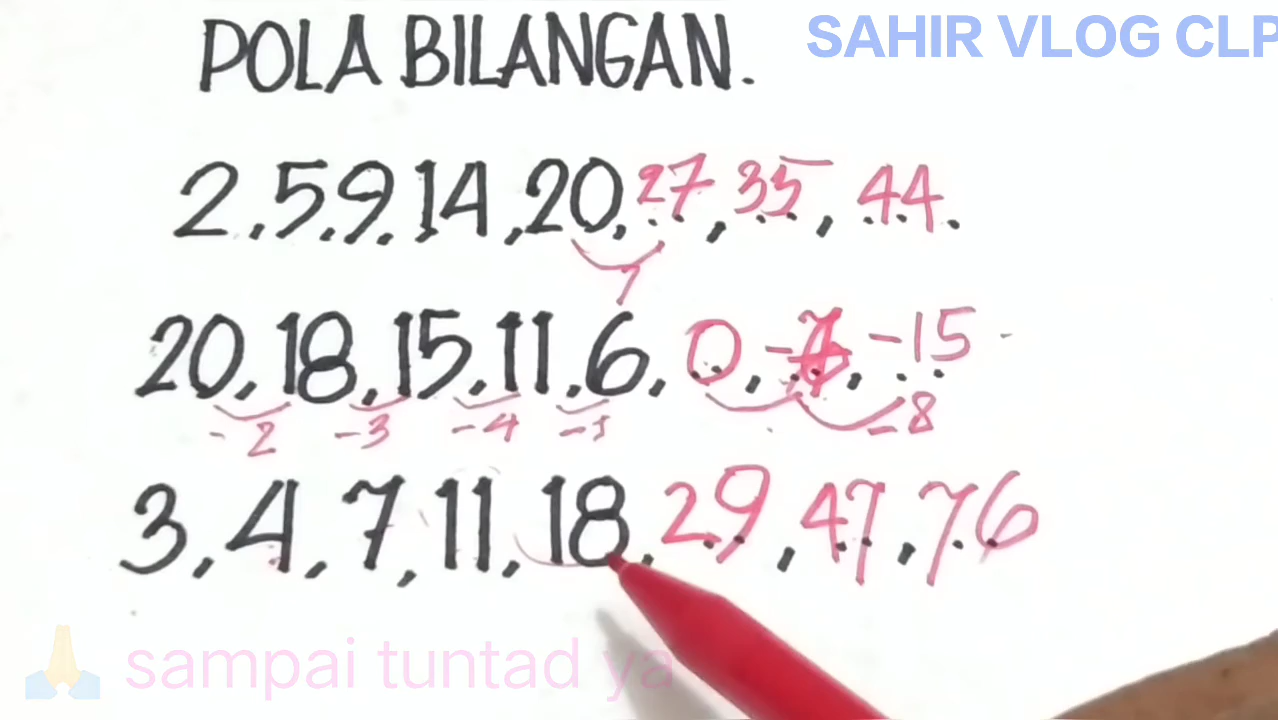 POLA BILANGAN.
SAHIR VLOG CLP
2.5.9.14,20,27,35,44.
7
20,18,15.11.6,0,-7,-15
-2 -3 -4 -5 -8
3,4,7,11,18,29,47,76
🙏 sampai tuntad ya